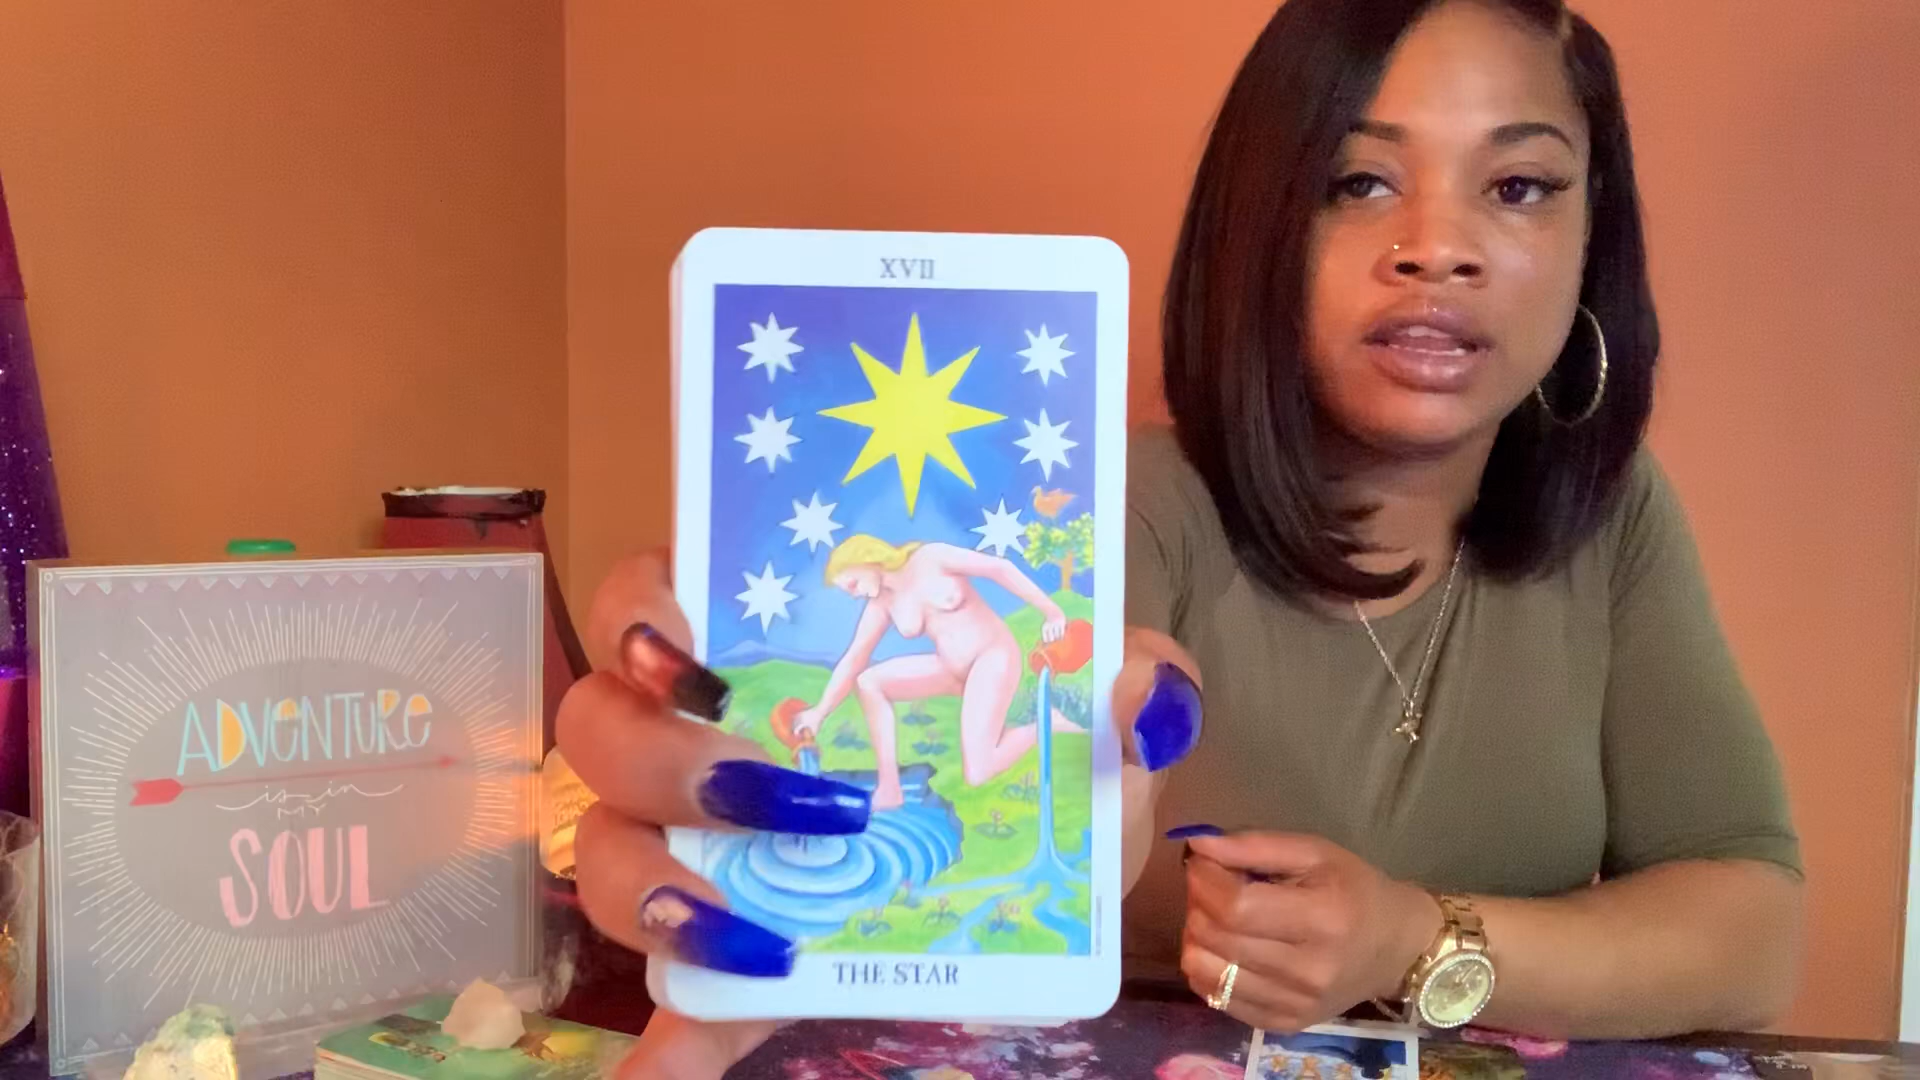 XVII
THE STAR
ADVENTURE
is in
MY
SOUL